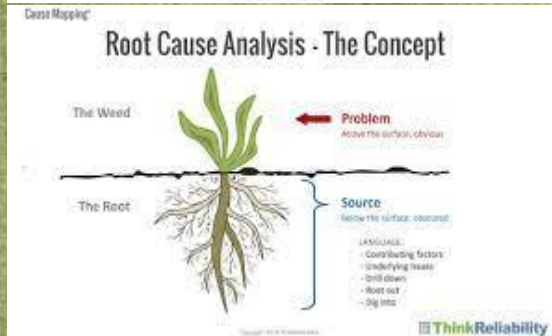 Cause Mapping®
Root Cause Analysis - The Concept
The Weed
Problem
Above the surface, obvious
The Root
Source
Below the surface, obscured
LANGUAGE:
- Contributing factors
- Underlying issues
- Drill down
- Root out
- Dig into
ThinkReliability